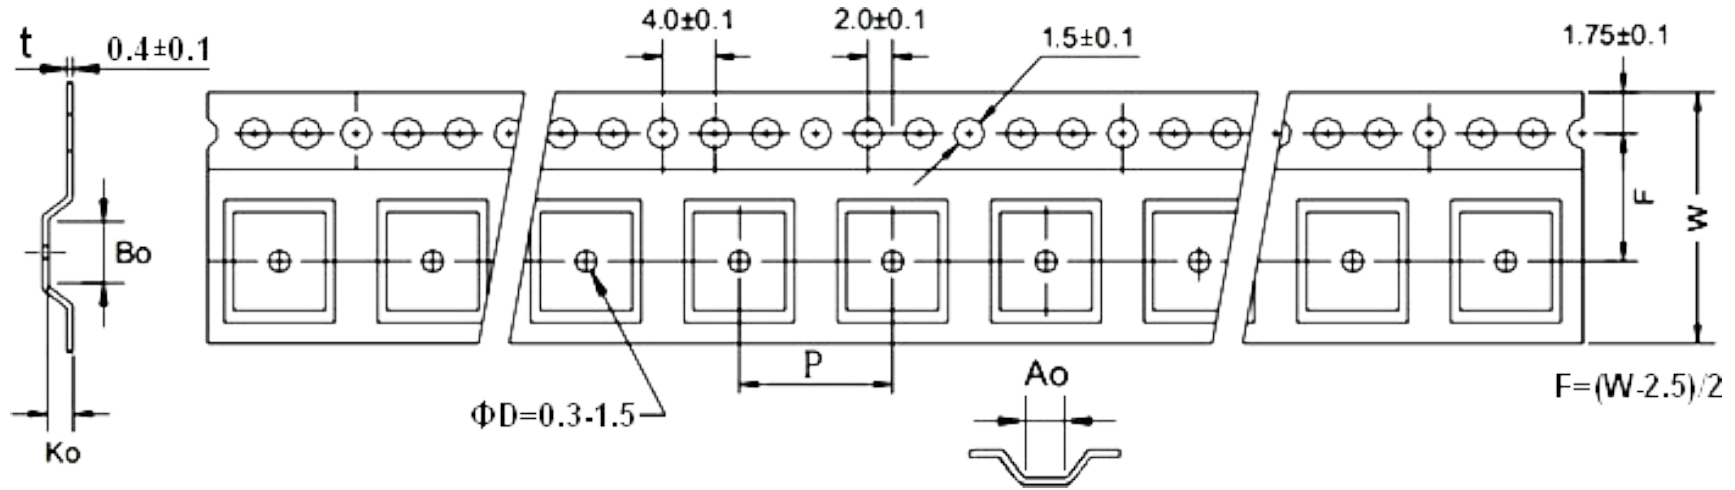 4.0±0.1
2.0±0.1
1.5±0.1
1.75±0.1
t
0.4±0.1
F
W
Bo
P
Ao
F=(W-2.5)/2
ΦD=0.3-1.5
Ko